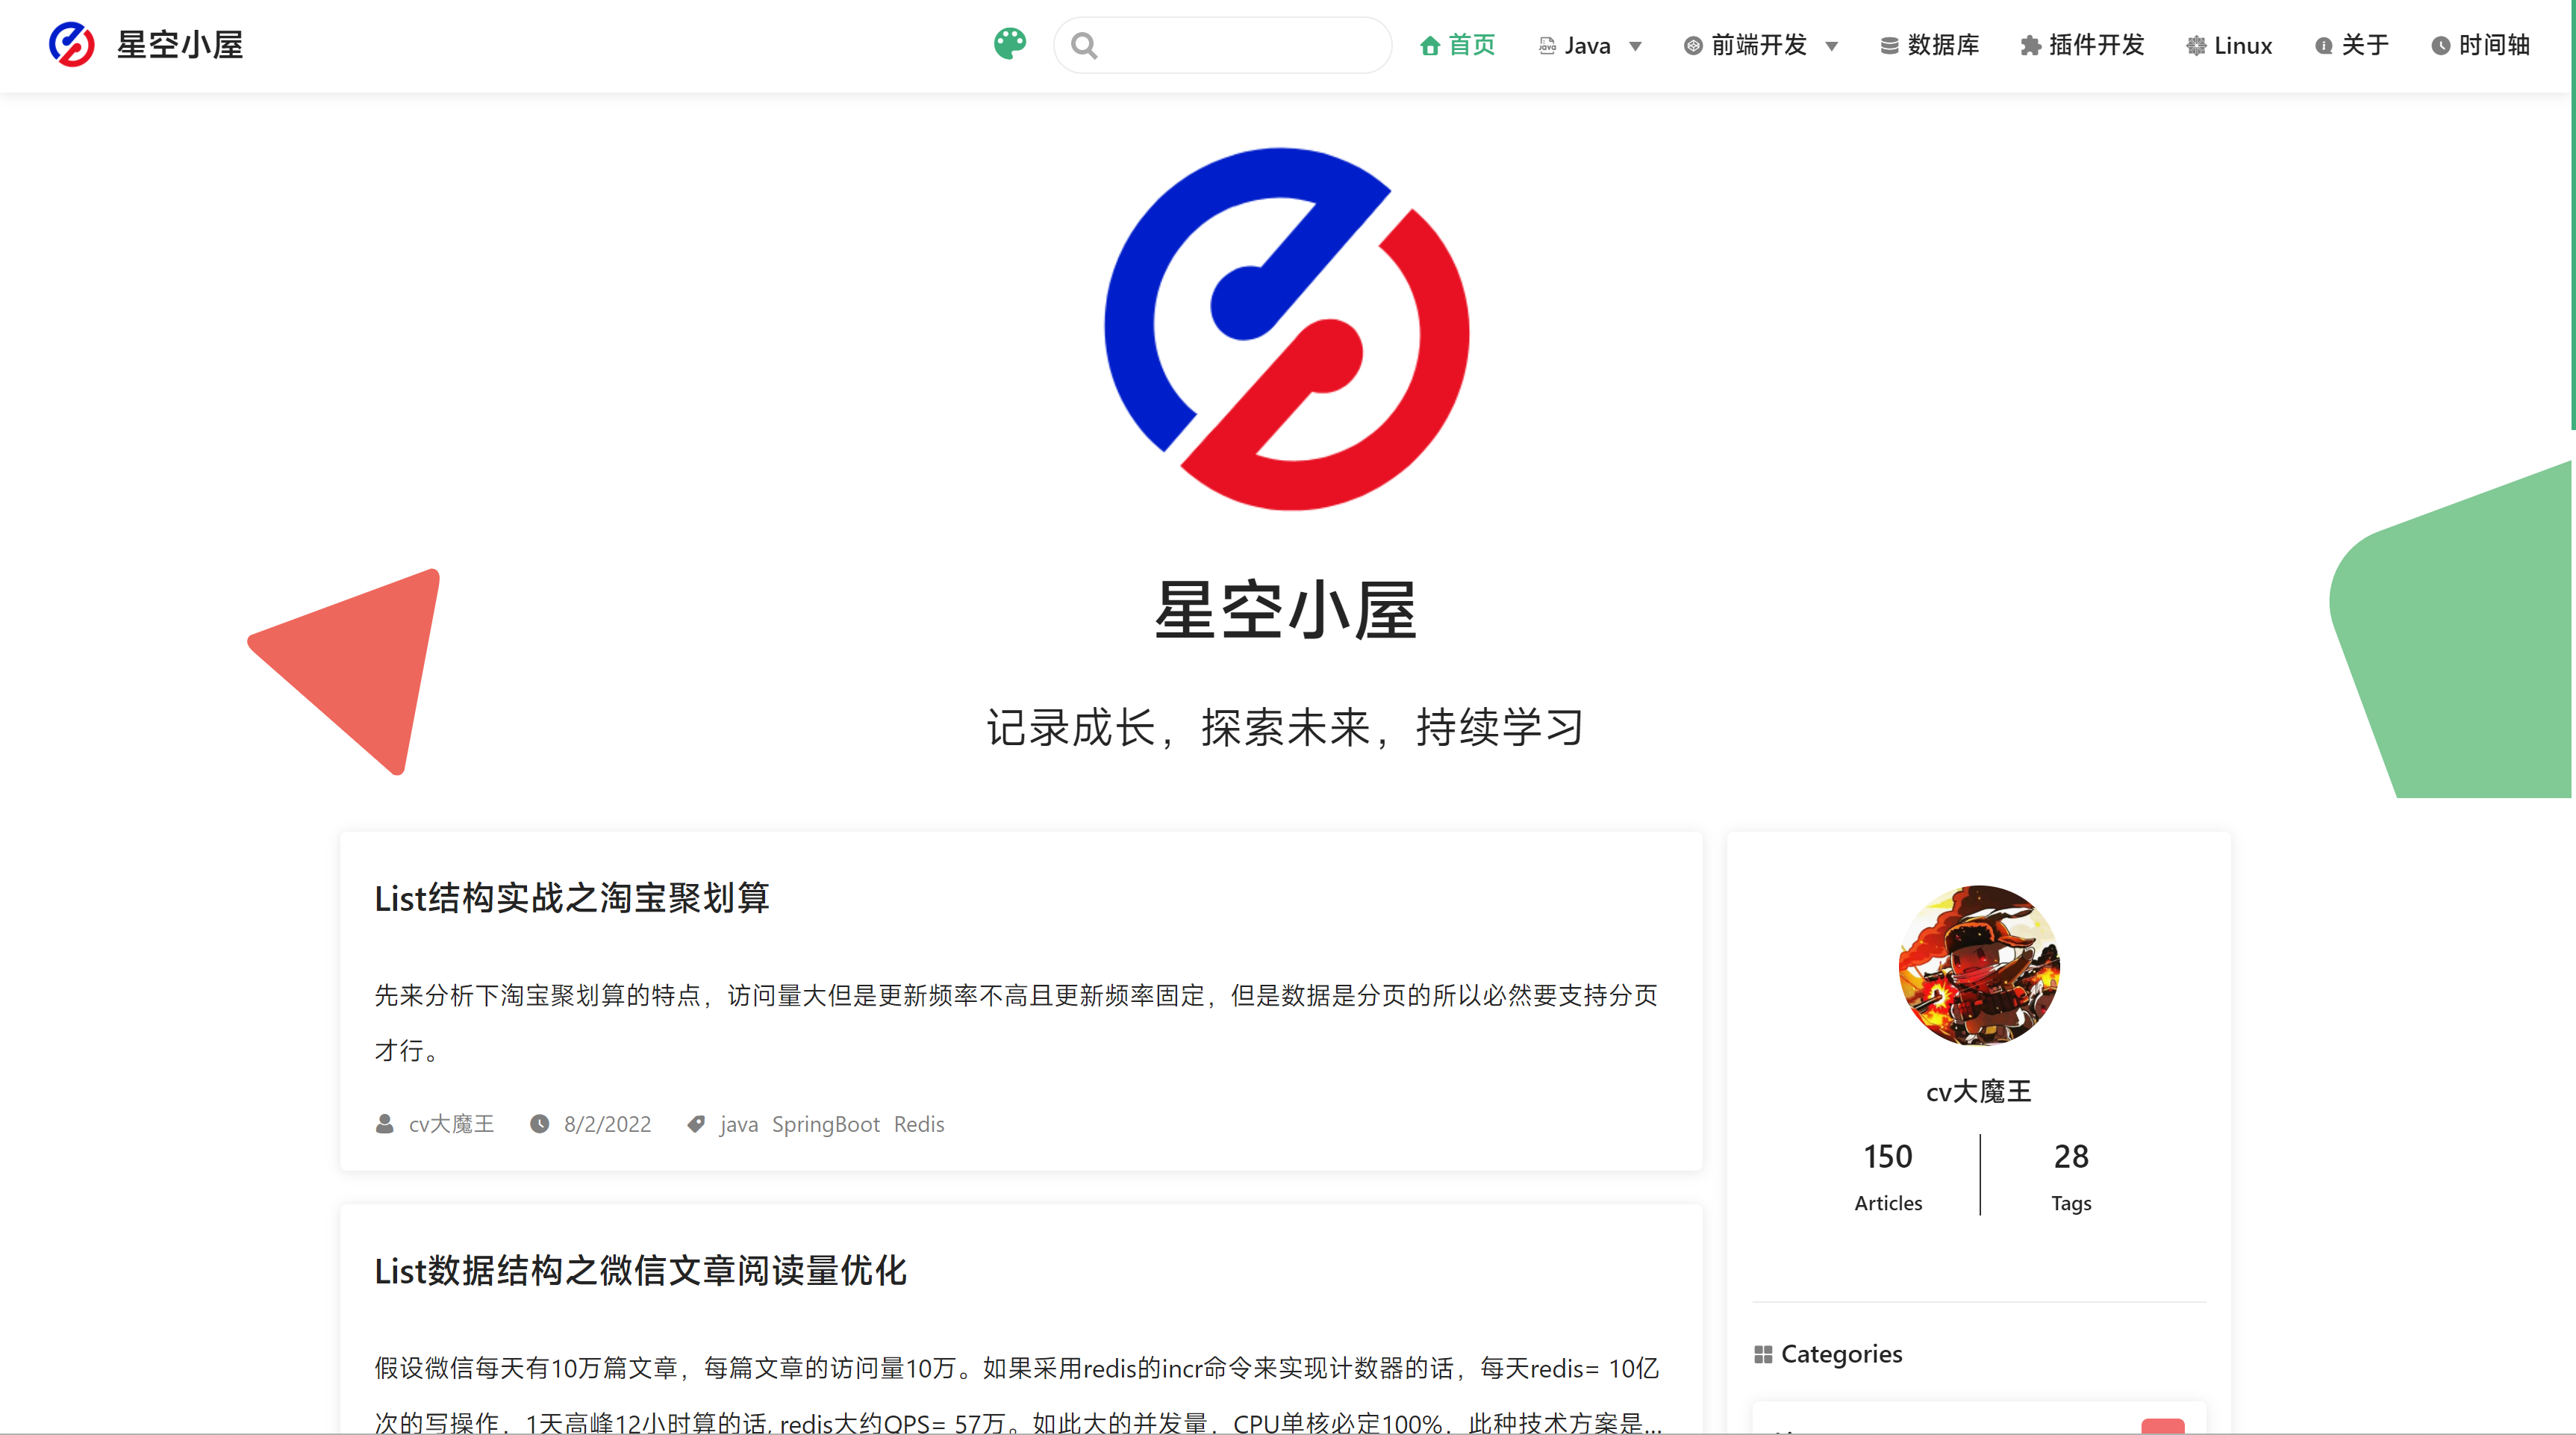 星空小屋
首页 Java 前端开发 数据库 插件开发 Linux 关于 时间轴
星空小屋
记录成长，探索未来，持续学习
List结构实战之淘宝聚划算
先来分析下淘宝聚划算的特点，访问量大但是更新频率不高且更新频率固定，但是数据是分页的所以必然要支持分页
才行。
cv大魔王 8/2/2022 java SpringBoot Redis
List数据结构之微信文章阅读量优化
假设微信每天有10万篇文章，每篇文章的访问量10万。如果采用redis的incr命令来实现计数器的话，每天redis= 10亿
次的写操作，1天高峰12小时算的话, redis大约QPS= 57万。如此大的并发量，CPU单核必定100%，此种技术方案是...
cv大魔王
150 28
Articles Tags
Categories